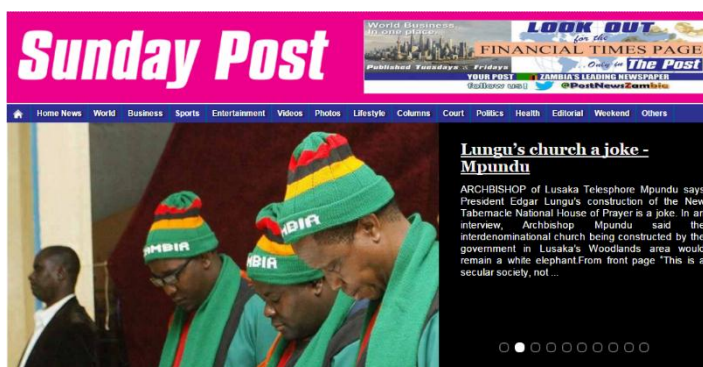 Sunday Post
World Business
in one place
LOOK OUT
for the
FINANCIAL TIMES PAGE
Published Tuesdays & Fridays
..Only in The Post
YOUR POST ZAMBIA'S LEADING NEWSPAPER
follow us! @PostNewsZambia
Home News World Business Sports Entertainment Videos Photos Lifestyle Columns Court Politics Health Editorial Weekend Others
Lungu's church a joke -
Mpundu
ARCHBISHOP of Lusaka Telesphore Mpundu says
President Edgar Lungu's construction of the New
Tabernacle National House of Prayer is a joke. In an
interview, Archbishop Mpundu said the
interdenominational church being constructed by the
government in Lusaka's Woodlands area would
remain a white elephant.From front page "This is a
secular society, not ...
AMBIA
MBIA
MBIA